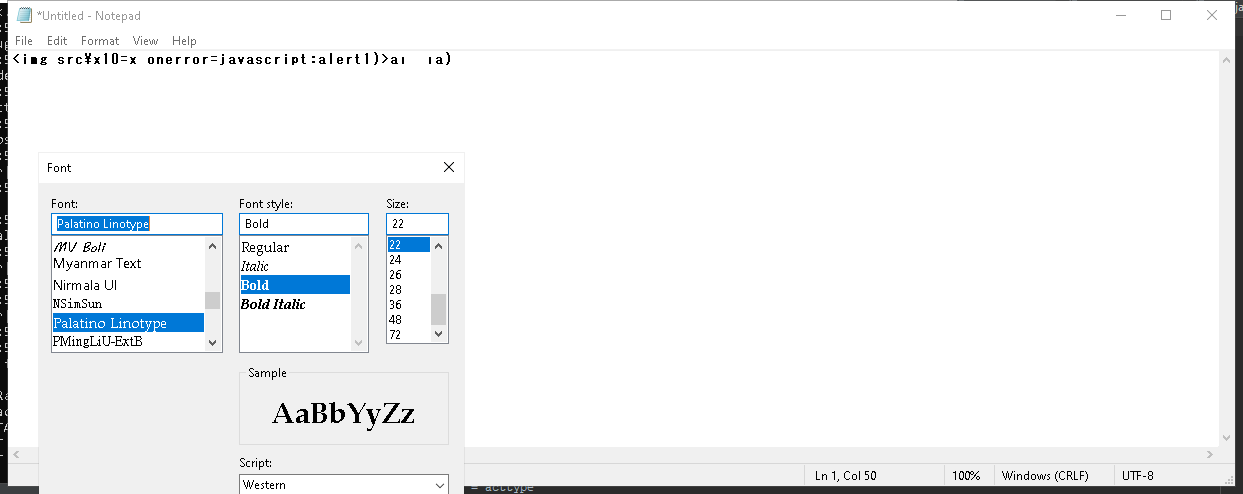 *Untitled - Notepad
File Edit Format View Help
<img src¥x10=x onerror=javascript:alert1)>aı ıa)
Font
Font: Font style: Size:
Palatino Linotype Bold 22
MV Boli Regular 22
Myanmar Text Italic 24
Nirmala UI Bold 26
NSimSun Bold Italic 28
Palatino Linotype 36
PMingLiU-ExtB 48
72
Sample
AaBbYyZz
Script:
Western
Ln 1, Col 50 100% Windows (CRLF) UTF-8
= acctype